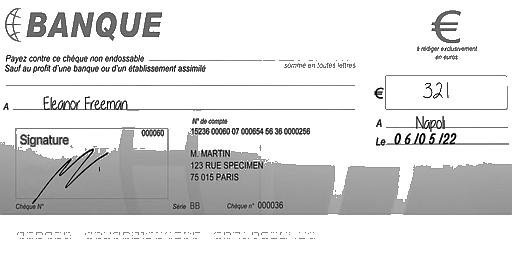 BANQUE
€
à rédiger exclusivement
en euros
Payez contre ce chèque non endossable
Sauf au profit d'une banque ou d'un établissement assimilé
somme en toutes lettres
€ 321
A Eleanor Freeman
A Napoli
Le 06/05/22
Signature
000060
N° de compte
15236 00060 07 000654 56 36 0000256
M. MARTIN
123 RUE SPECIMEN
75 015 PARIS
Chèque N°
Série BB
Chèque n° 000036